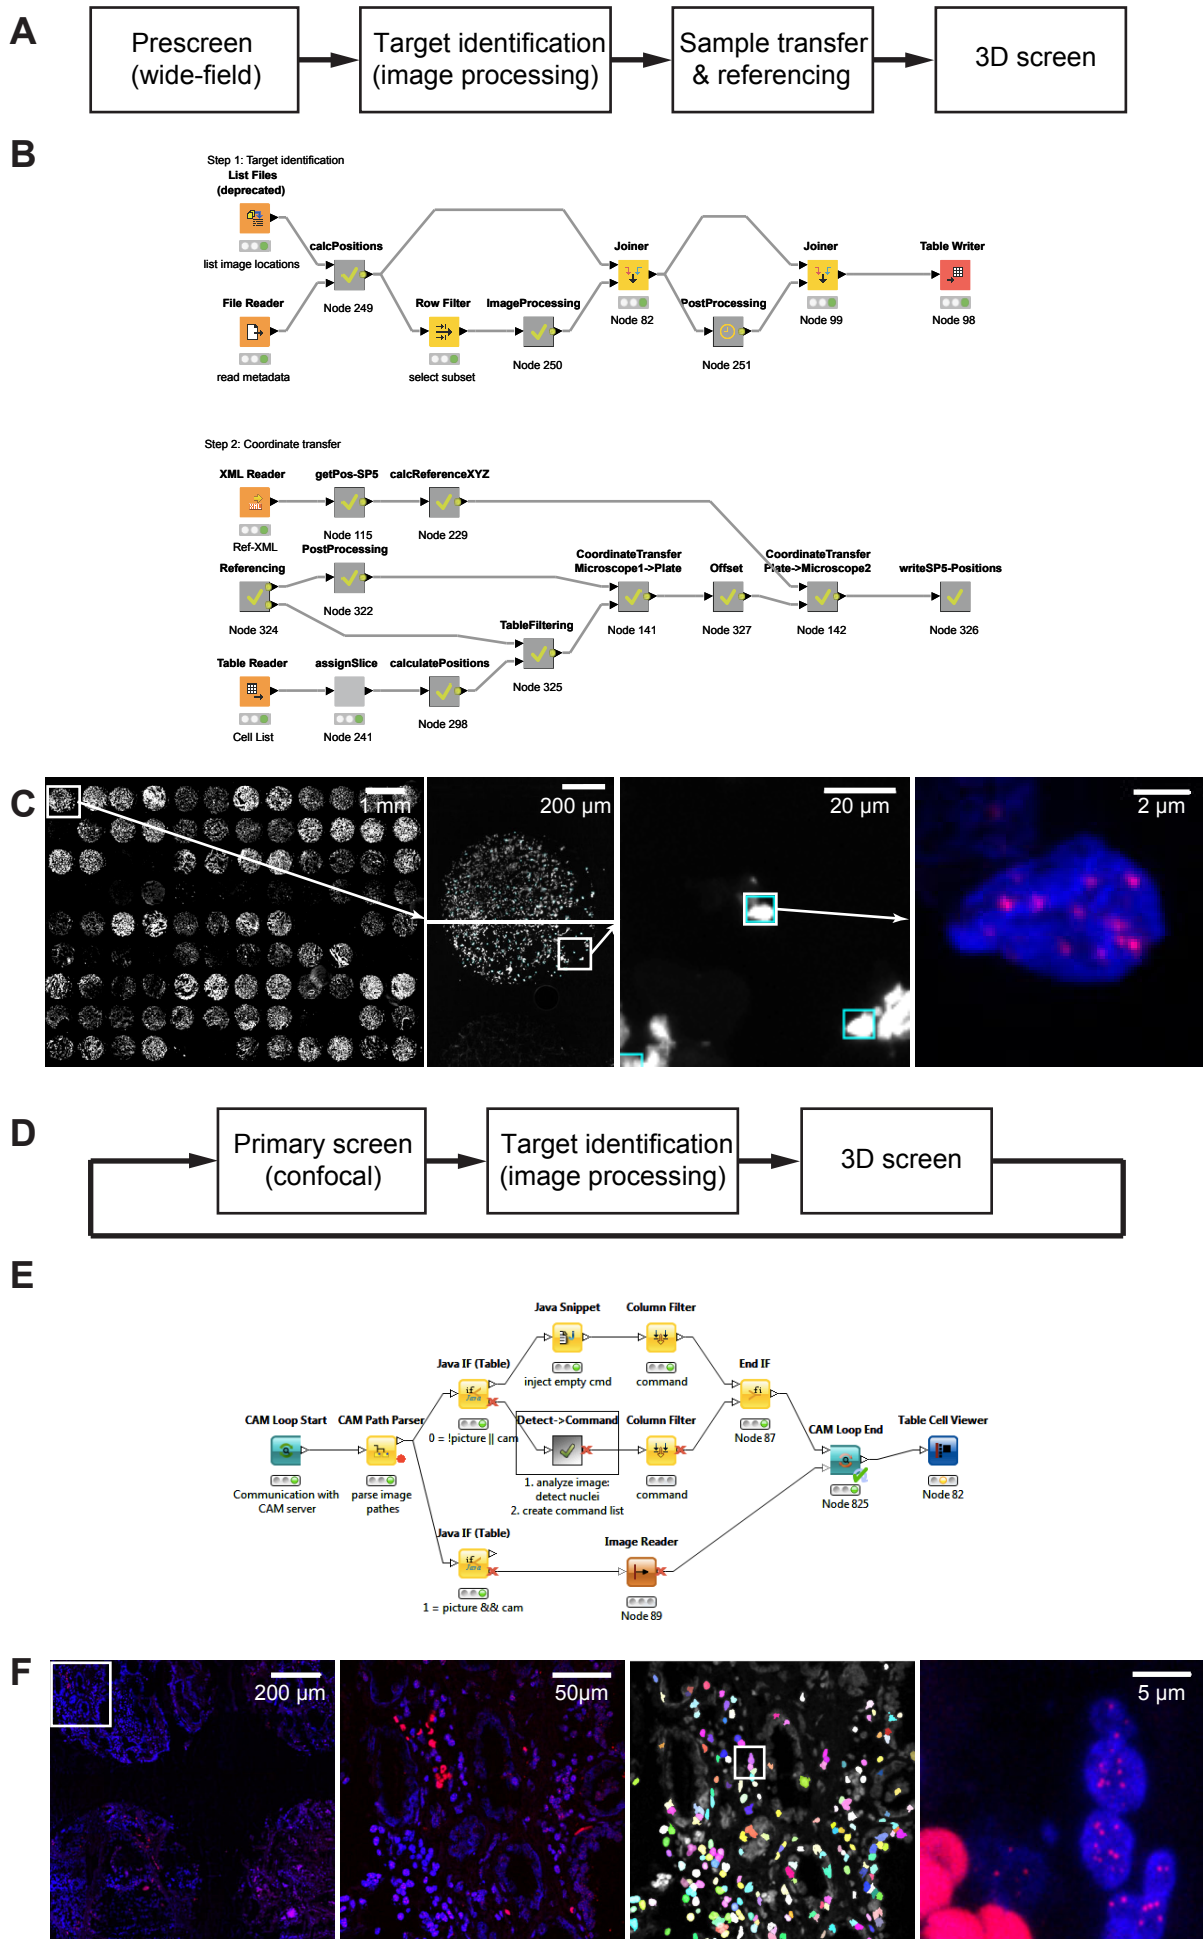 A
Prescreen
(wide-field)
Target identification
(image processing)
Sample transfer
& referencing
3D screen
B
Step 1: Target identification
List Files
(deprecated)
list image locations
calcPositions
Node 249
File Reader
read metadata
Row Filter
select subset
ImageProcessing
Node 250
Joiner
Node 82
PostProcessing
Node 251
Joiner
Node 99
Table Writer
Node 98
Step 2: Coordinate transfer
XML Reader
XML
Ref-XML
getPos-SP5
Node 115
calcReferenceXYZ
Node 229
Referencing
Node 324
PostProcessing
Node 322
CoordinateTransfer
Microscope1->Plate
Node 141
Offset
Node 327
CoordinateTransfer
Plate->Microscope2
Node 142
writeSP5-Positions
Node 326
TableFiltering
Node 325
Table Reader
Cell List
assignSlice
Node 241
calculatePositions
Node 298
C
1 mm
200 µm
20 µm
2 µm
D
Primary screen
(confocal)
Target identification
(image processing)
3D screen
E
Java Snippet
inject empty cmd
Column Filter
command
Java IF (Table)
if
Java
0 = !picture || cam
End IF
fi
Node 87
CAM Loop Start
Communication with
CAM server
CAM Path Parser
parse image
pathes
Detect->Command
1. analyze image:
detect nuclei
2. create command list
Column Filter
command
CAM Loop End
Node 825
Table Cell Viewer
Node 82
Java IF (Table)
if
Java
1 = picture && cam
Image Reader
Node 89
F
200 µm
50µm
5 µm